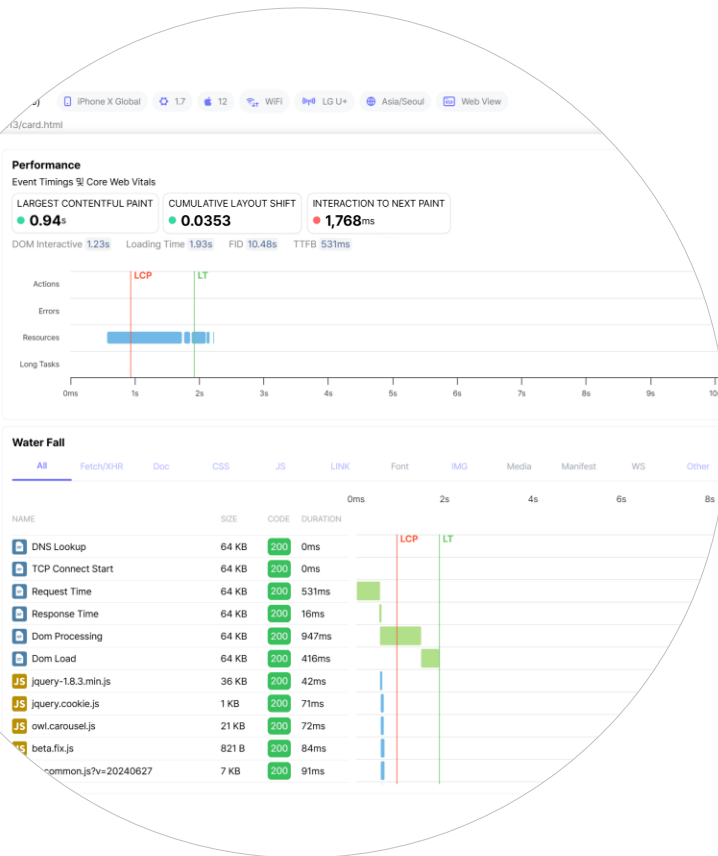 iPhone X Global 1.7 12 WiFi LG U+ Asia/Seoul Web View
/card.html
Performance
Event Timings 및 Core Web Vitals
LARGEST CONTENTFUL PAINT CUMULATIVE LAYOUT SHIFT INTERACTION TO NEXT PAINT
0.94s 0.0353 1,768ms
DOM Interactive 1.23s Loading Time 1.93s FID 10.48s TTFB 531ms
LCP LT
Actions
Errors
Resources
Long Tasks
0ms 1s 2s 3s 4s 5s 6s 7s 8s 9s
Water Fall
All Fetch/XHR Doc CSS JS LINK Font IMG Media Manifest WS Other
0ms 2s 4s 6s 8s
NAME SIZE CODE DURATION
LCP LT
DNS Lookup 64 KB 200 0ms
TCP Connect Start 64 KB 200 0ms
Request Time 64 KB 200 531ms
Response Time 64 KB 200 16ms
Dom Processing 64 KB 200 947ms
Dom Load 64 KB 200 416ms
JS jquery-1.8.3.min.js 36 KB 200 42ms
JS jquery.cookie.js 1 KB 200 71ms
JS owl.carousel.js 21 KB 200 72ms
JS beta.fix.js 821 B 200 84ms
common.js?v=20240627 7 KB 200 91ms